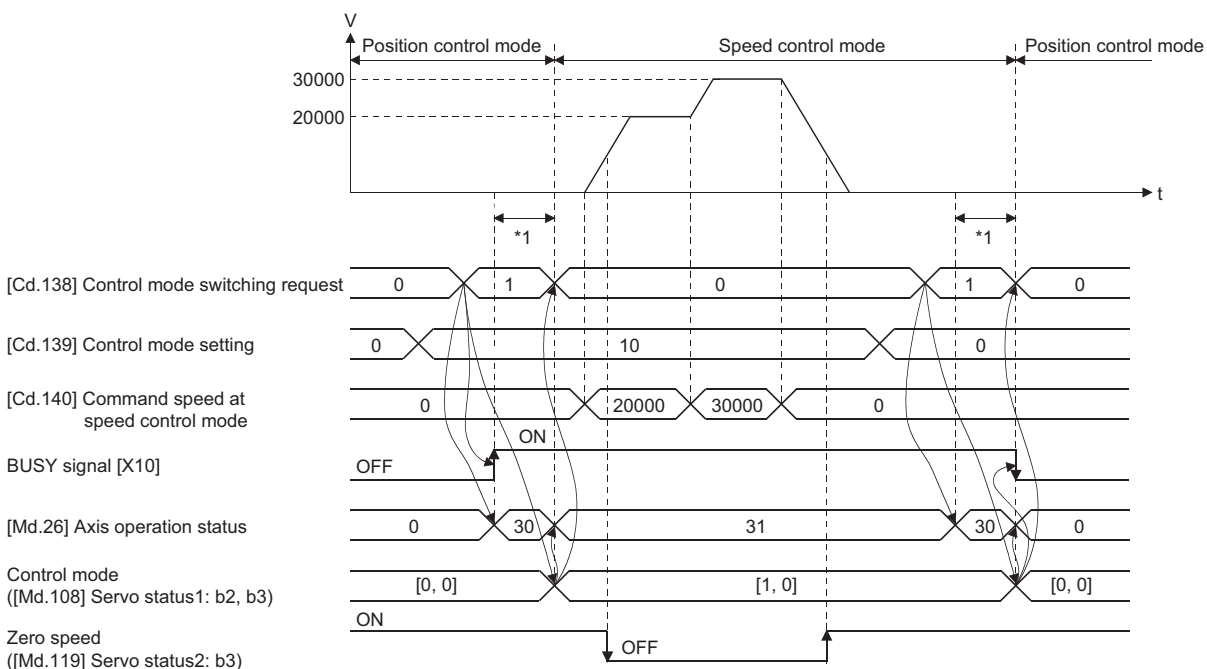 V
Position control mode Speed control mode Position control mode
30000
20000
t
*1 *1
[Cd.138] Control mode switching request 0 1 0 1 0
[Cd.139] Control mode setting 0 10 0
[Cd.140] Command speed at
speed control mode
0 20000 30000 0
ON
BUSY signal [X10] OFF
[Md.26] Axis operation status 0 30 31 30 0
Control mode
([Md.108] Servo status1: b2, b3)
[0, 0] [1, 0] [0, 0]
ON
Zero speed
([Md.119] Servo status2: b3)
OFF